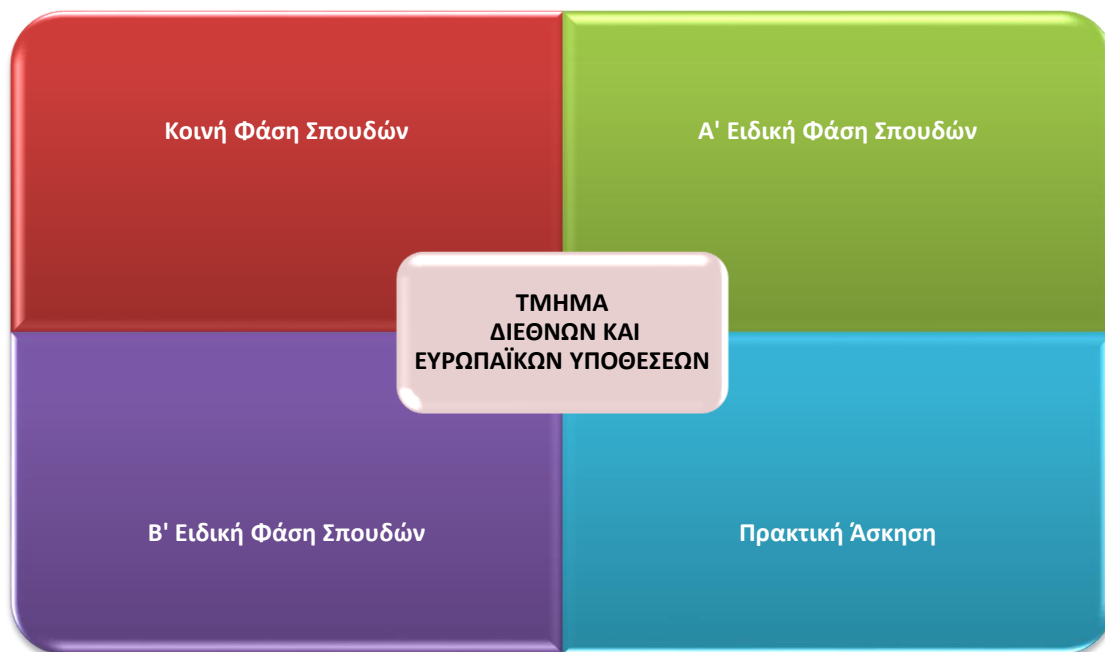 Κοινή Φάση Σπουδών
Α' Ειδική Φάση Σπουδών
ΤΜΗΜΑ
ΔΙΕΘΝΩΝ ΚΑΙ
ΕΥΡΩΠΑΪΚΩΝ ΥΠΟΘΕΣΕΩΝ
Β' Ειδική Φάση Σπουδών
Πρακτική Άσκηση